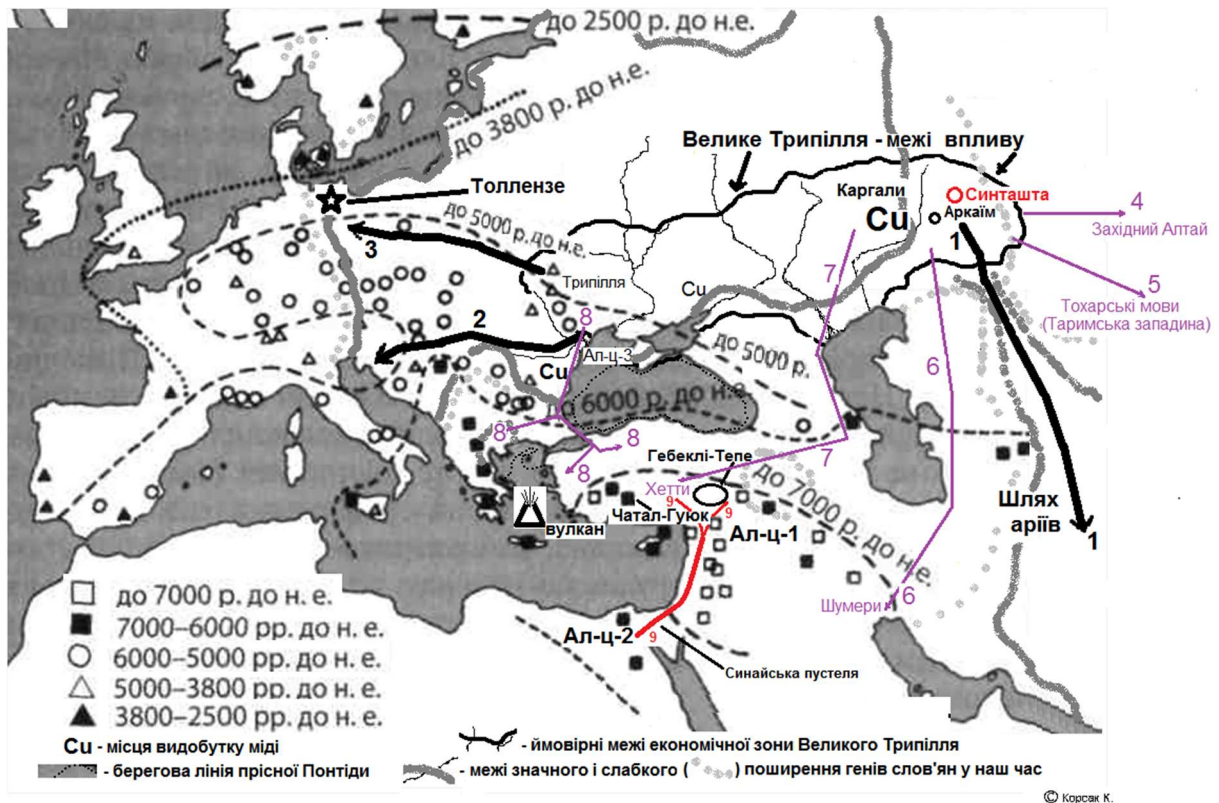 до 2500 р. до н.е.
до 3800 р. до н.е.
Велике Трипілля - межі впливу
Толлензе
Каргали
Cu
Синташта
Аркаїм
до 5000 р. до н.е.
3
1
4
Західний Алтай
5
Тохарські мови
(Таримська западина)
Трипілля
Cu
7
8
2
Ал-ц-3
Cu
до 5000 р.
6
6000 р. до н.е.
8
8
8
7
Гебеклі-Тепе
Хетти
до 7000 р. до н.е.
9
9
Чатал-Гуюк
вулкан
Ал-ц-1
Шлях
аріїв
1
6
Шумери
Ал-ц-2
9
Синайська пустеля
до 7000 р. до н. е.
7000–6000 рр. до н. е.
6000–5000 рр. до н. е.
5000–3800 рр. до н. е.
3800–2500 рр. до н. е.
Cu - місця видобутку міді
- берегова лінія прісної Понтіди
- ймовірні межі економічної зони Великого Трипілля
- межі значного і слабкого ( ) поширення генів слов'ян у наш час
© Корсак К.